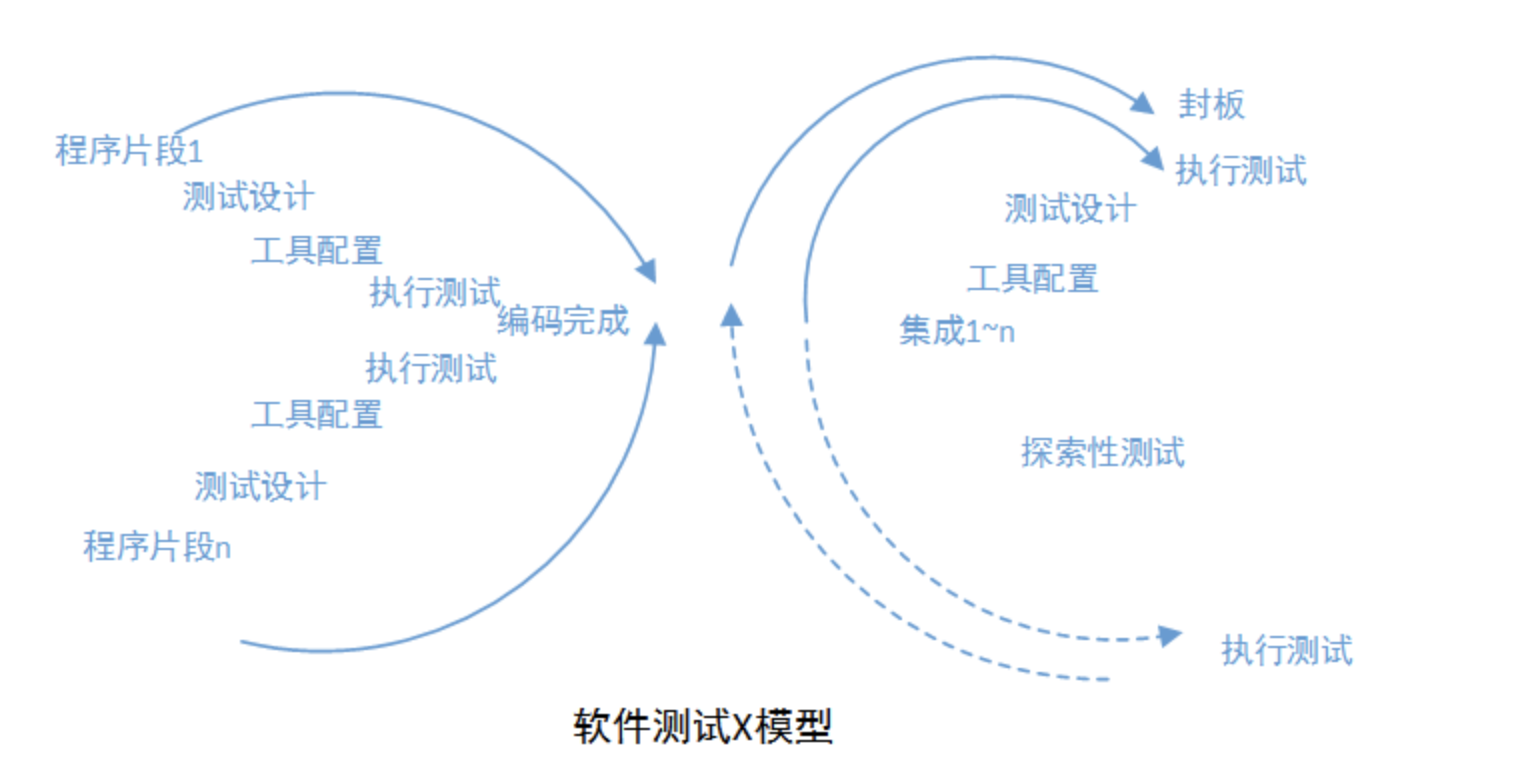 程序片段1
测试设计
工具配置
执行测试
编码完成
执行测试
工具配置
测试设计
程序片段n
封板
执行测试
测试设计
工具配置
集成1~n
探索性测试
执行测试
软件测试X模型